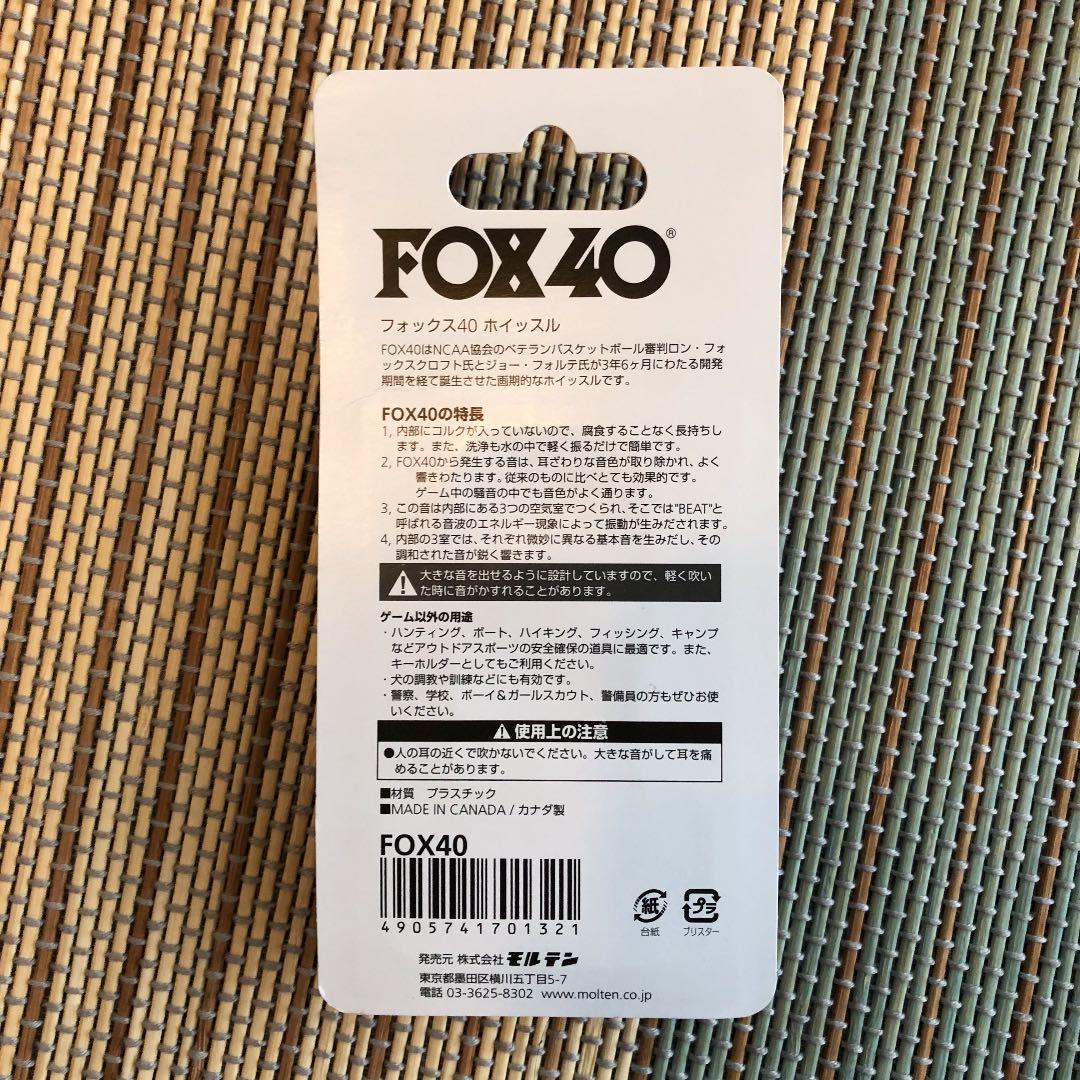 FOX40®
フォックス40 ホイッスル
FOX40はNCAA協会のベテランバスケットボール審判ロン・フォ
ックスクロフト氏とジョー・フォルテ氏が3年6ヶ月にわたる開発
期間を経て誕生させた画期的なホイッスルです。
FOX40の特長
1, 内部にコルクが入っていないので、腐食することなく長持ちし
ます。また、洗浄も水の中で軽く振るだけで簡単です。
2, FOX40から発生する音は、耳ざわりな音色が取り除かれ、よく
響きわたります。従来のものに比べとても効果的です。
ゲーム中の騒音の中でも音色がよく通ります。
3, この音は内部にある3つの空気室でつくられ、そこでは"BEAT"と
呼ばれる音波のエネルギー現象によって振動が生みだされます。
4, 内部の3室では、それぞれ微妙に異なる基本音を生みだし、その
調和された音が鋭く響きます。
大きな音を出せるように設計していますので、軽く吹い
た時に音がかすれることがあります。
ゲーム以外の用途
・ハンティング、ボート、ハイキング、フィッシング、キャンプ
などアウトドアスポーツの安全確保の道具に最適です。また、
キーホルダーとしてもご利用ください。
・犬の調教や訓練などにも有効です。
・警察、学校、ボーイ&ガールスカウト、警備員の方もぜひお使
いください。
使用上の注意
●人の耳の近くで吹かないでください。大きな音がして耳を痛
めることがあります。
■材質 プラスチック
■MADE IN CANADA / カナダ製
FOX40
4905741701321
紙 プラ
台紙 ブリスター
発売元 株式会社 モルテン
東京都墨田区横川五丁目5-7
電話 03-3625-8302 www.molten.co.jp